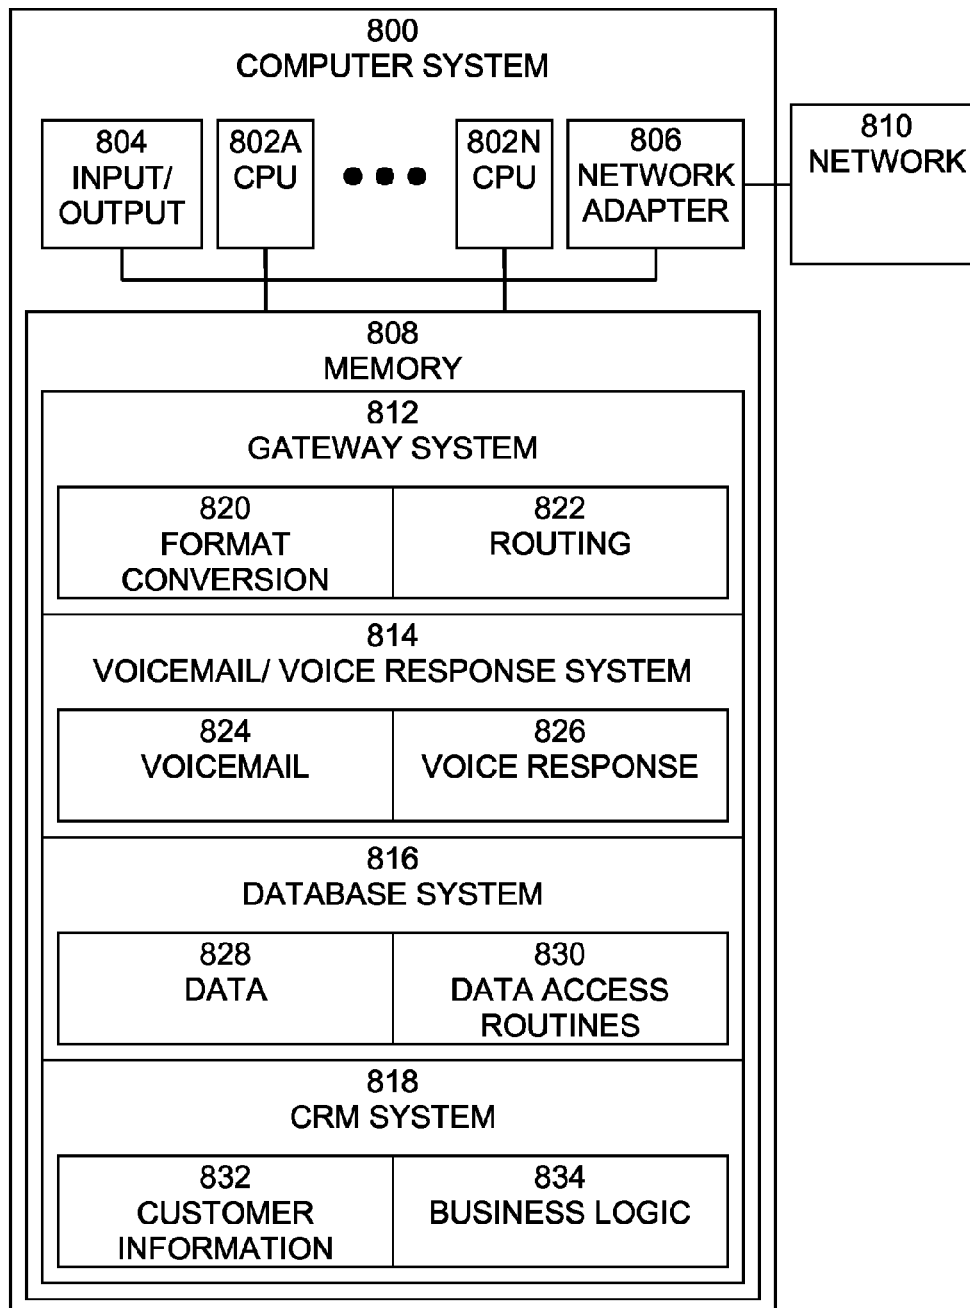 800
COMPUTER SYSTEM
804
INPUT/
OUTPUT
802A
CPU
802N
CPU
806
NETWORK
ADAPTER
810
NETWORK
808
MEMORY
812
GATEWAY SYSTEM
820
FORMAT
CONVERSION
822
ROUTING
814
VOICEMAIL/ VOICE RESPONSE SYSTEM
824
VOICEMAIL
826
VOICE RESPONSE
816
DATABASE SYSTEM
828
DATA
830
DATA ACCESS
ROUTINES
818
CRM SYSTEM
832
CUSTOMER
INFORMATION
834
BUSINESS LOGIC